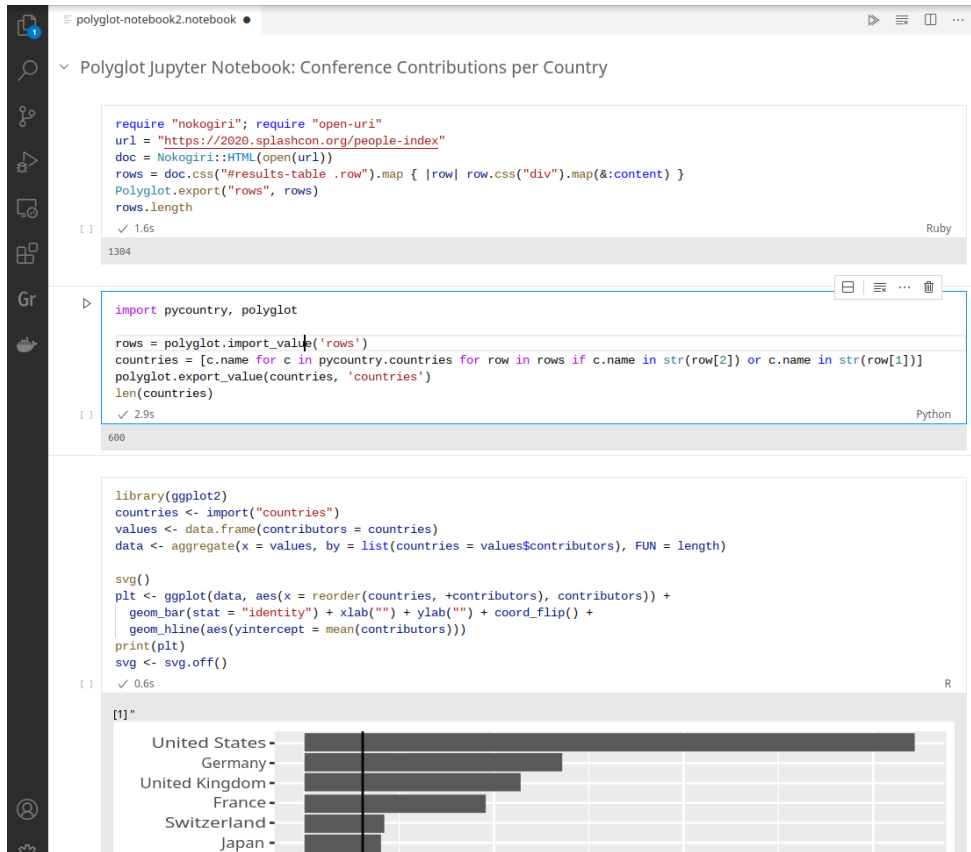 polyglot-notebook2.notebook
1
Polyglot Jupyter Notebook: Conference Contributions per Country
require "nokogiri"; require "open-uri"
url = "https://2020.splashcon.org/people-index"
doc = Nokogiri::HTML(open(url))
rows = doc.css("#results-table .row").map { |row| row.css("div").map(&:content) }
Polyglot.export("rows", rows)
rows.length
[ ] ✓ 1.6s Ruby
1304
Gr
import pycountry, polyglot
rows = polyglot.import_value('rows')
countries = [c.name for c in pycountry.countries for row in rows if c.name in str(row[2]) or c.name in str(row[1])]
polyglot.export_value(countries, 'countries')
len(countries)
[ ] ✓ 2.9s Python
600
library(ggplot2)
countries <- import("countries")
values <- data.frame(contributors = countries)
data <- aggregate(x = values, by = list(countries = values$contributors), FUN = length)
svg()
plt <- ggplot(data, aes(x = reorder(countries, +contributors), contributors)) +
geom_bar(stat = "identity") + xlab("") + ylab("") + coord_flip() +
geom_hline(aes(yintercept = mean(contributors)))
print(plt)
svg <- svg.off()
[ ] ✓ 0.6s R
[1] "
United States
Germany
United Kingdom
France
Switzerland
Japan